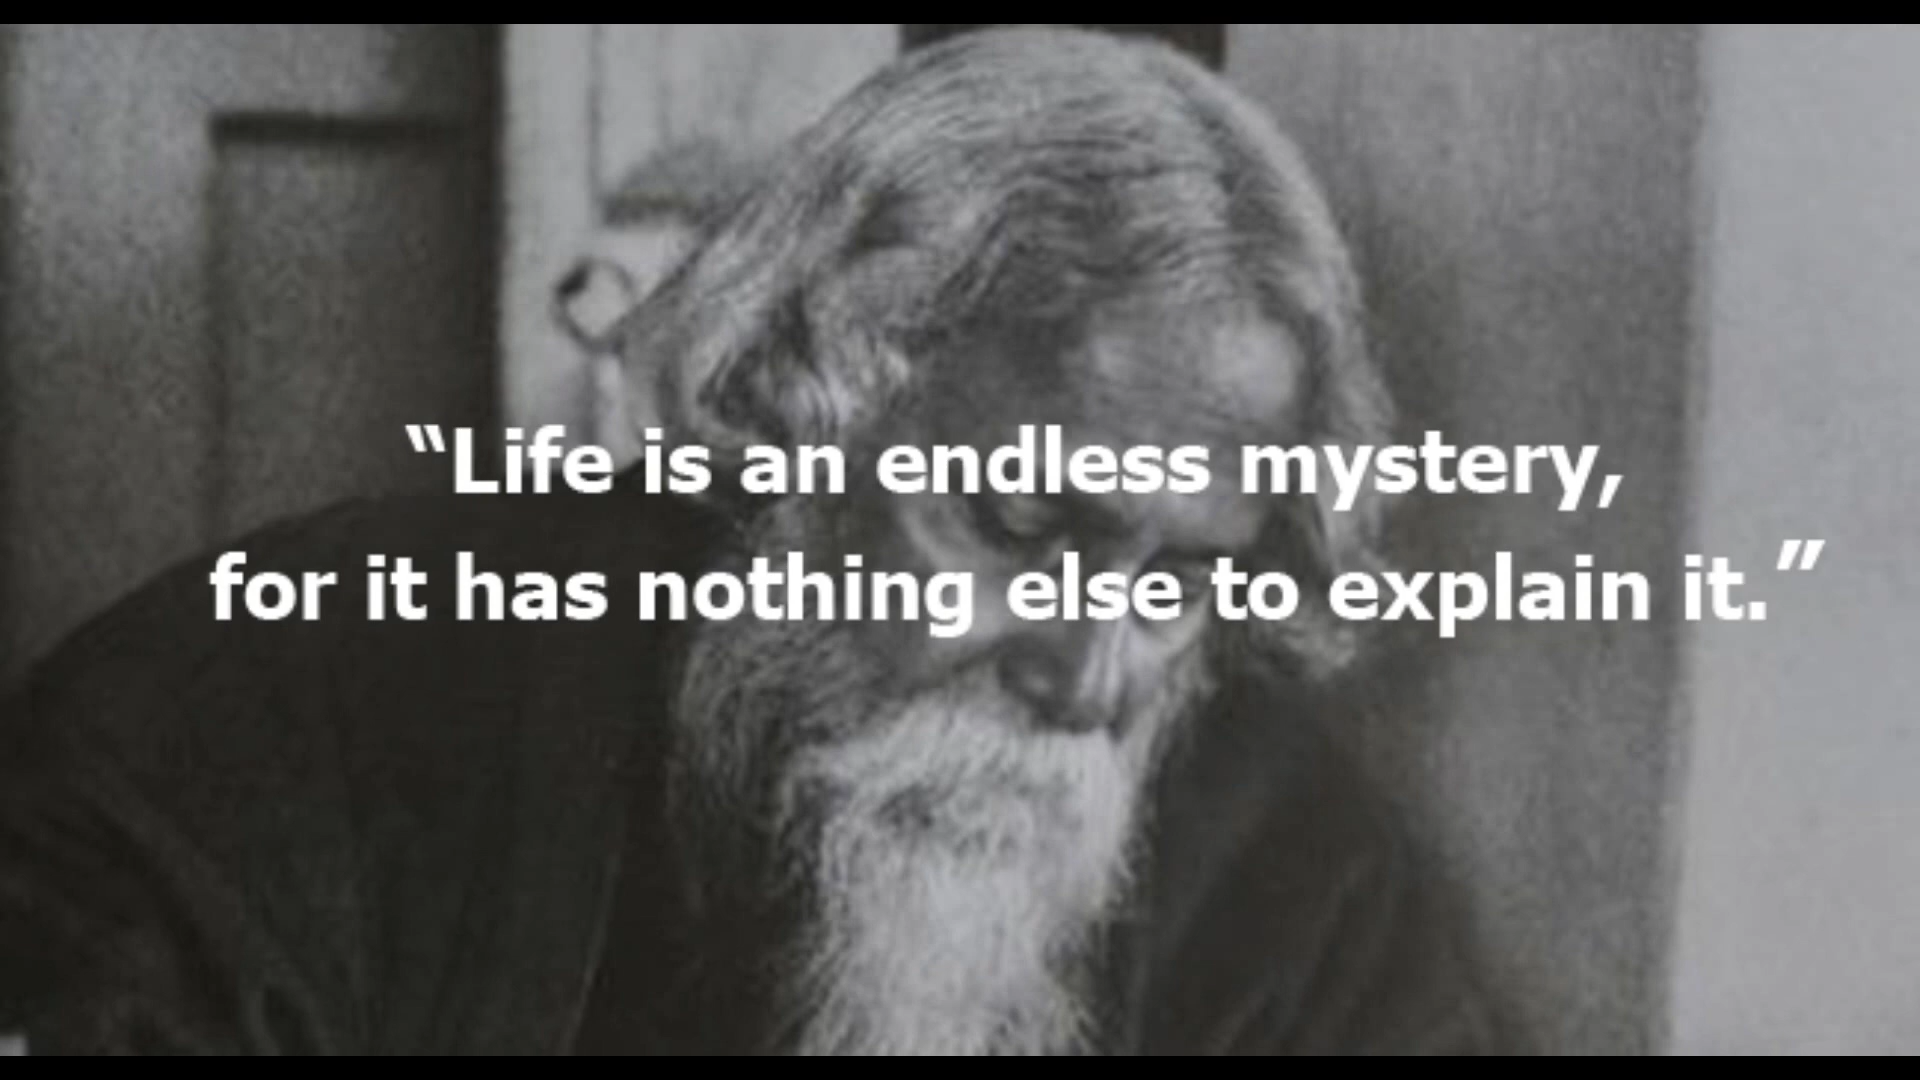 “Life is an endless mystery,
for it has nothing else to explain it.”